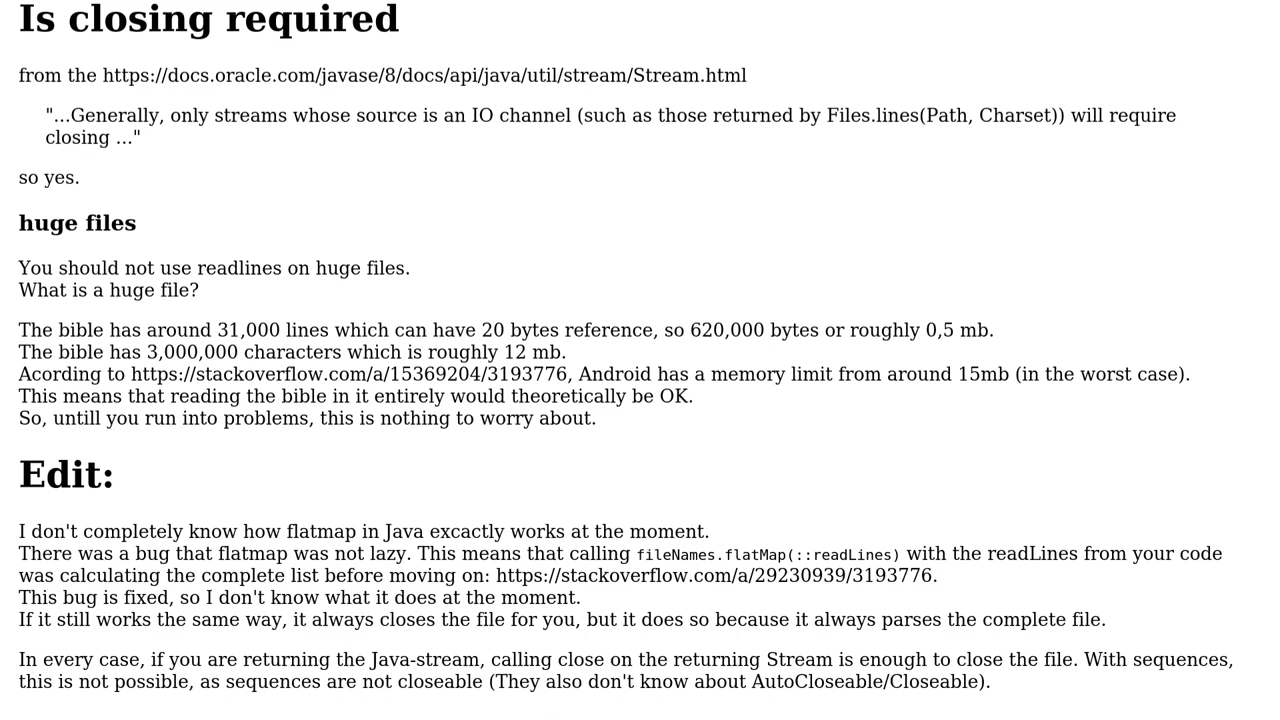 Is closing required
from the https://docs.oracle.com/javase/8/docs/api/java/util/stream/Stream.html
"...Generally, only streams whose source is an IO channel (such as those returned by Files.lines(Path, Charset)) will require
closing ..."
so yes.
huge files
You should not use readlines on huge files.
What is a huge file?
The bible has around 31,000 lines which can have 20 bytes reference, so 620,000 bytes or roughly 0,5 mb.
The bible has 3,000,000 characters which is roughly 12 mb.
Acording to https://stackoverflow.com/a/15369204/3193776, Android has a memory limit from around 15mb (in the worst case).
This means that reading the bible in it entirely would theoretically be OK.
So, untill you run into problems, this is nothing to worry about.
Edit:
I don't completely know how flatmap in Java excactly works at the moment.
There was a bug that flatmap was not lazy. This means that calling fileNames.flatMap(::readLines) with the readLines from your code
was calculating the complete list before moving on: https://stackoverflow.com/a/29230939/3193776.
This bug is fixed, so I don't know what it does at the moment.
If it still works the same way, it always closes the file for you, but it does so because it always parses the complete file.
In every case, if you are returning the Java-stream, calling close on the returning Stream is enough to close the file. With sequences,
this is not possible, as sequences are not closeable (They also don't know about AutoCloseable/Closeable).